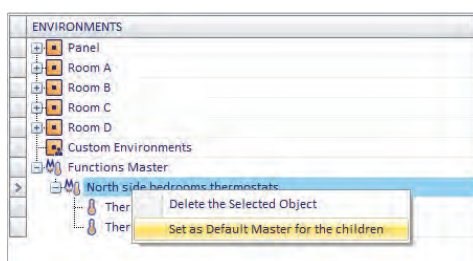 ENVIRONMENTS
Panel
Room A
Room B
Room C
Room D
Custom Environments
Functions Master
North side bedrooms thermostats
Delete the Selected Object
Ther
Set as Default Master for the children
Ther